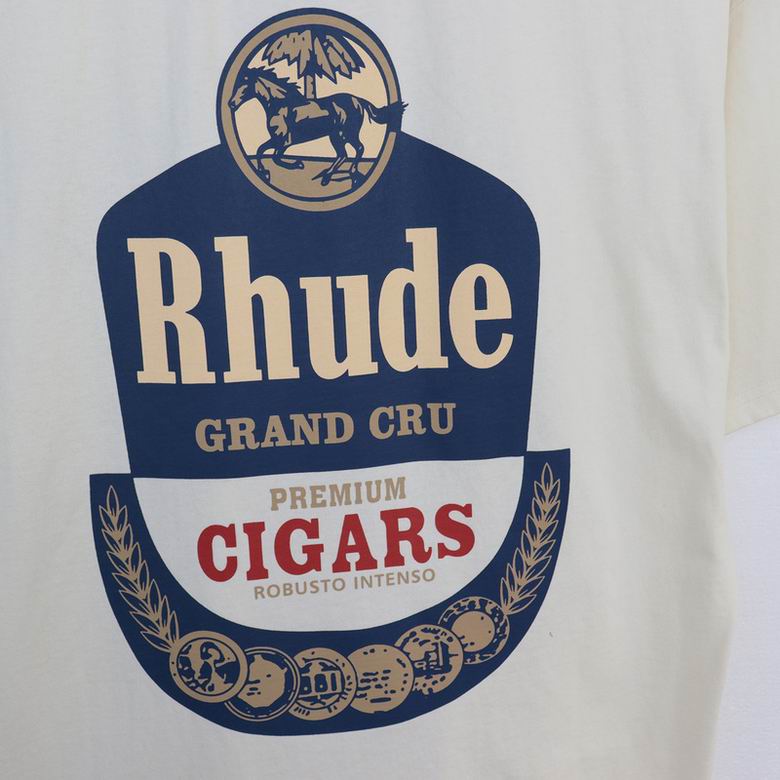 Rhude
GRAND CRU
PREMIUM
CIGARS
ROBUSTO INTENSO